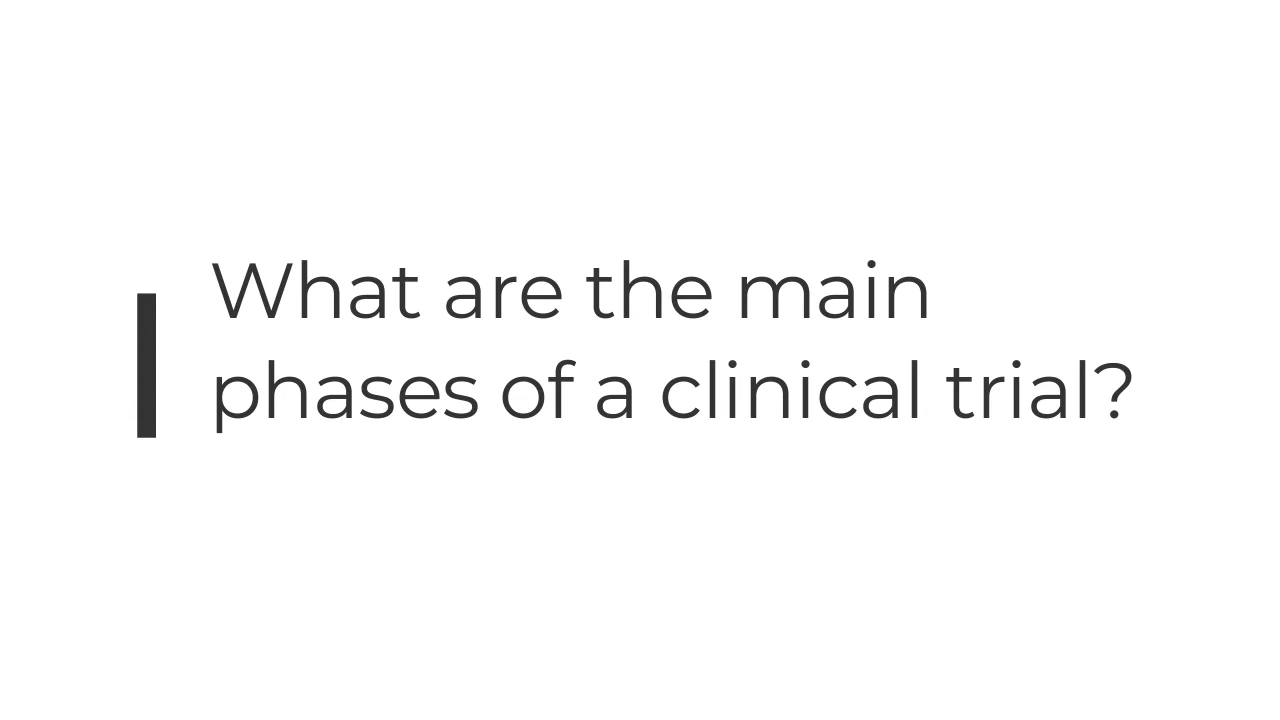 What are the main
phases of a clinical trial?